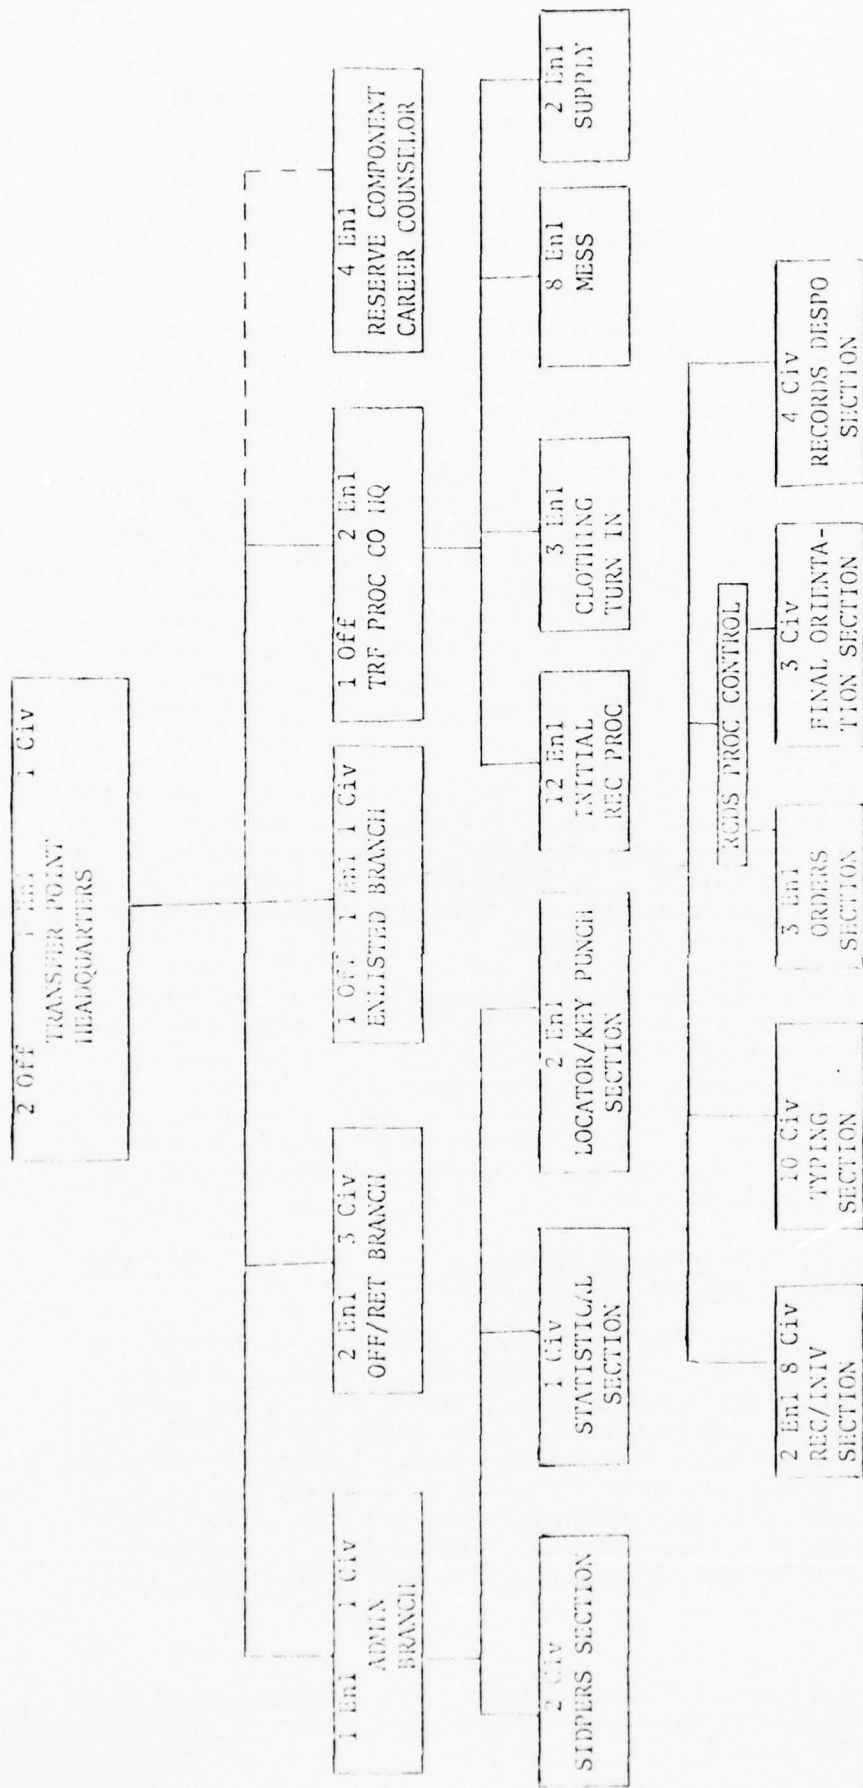 2 Off 1 Enl 1 Civ
TRANSFER POINT
HEADQUARTERS
1 Enl 1 Civ
ADMIN
BRANCH
2 Enl 3 Civ
OFF/RET BRANCH
1 Off 1 Enl 1 Civ
ENLISTED BRANCH
1 Off 2 Enl
TRF PROC CO HQ
4 Enl
RESERVE COMPONENT
CAREER COUNSELOR
2 Civ
SIDPERS SECTION
1 Civ
STATISTICAL
SECTION
2 Enl
LOCATOR/KEY PUNCH
SECTION
12 Enl
INITIAL
REC PROC
3 Enl
CLOTHING
TURN IN
8 Enl
MESS
2 Enl
SUPPLY
RCDS PROC CONTROL
2 Enl 8 Civ
REC/INIV
SECTION
10 Civ
TYPING
SECTION
3 Enl
ORDERS
SECTION
3 Civ
FINAL ORIENTA-
TION SECTION
4 Civ
RECORDS DESPO
SECTION